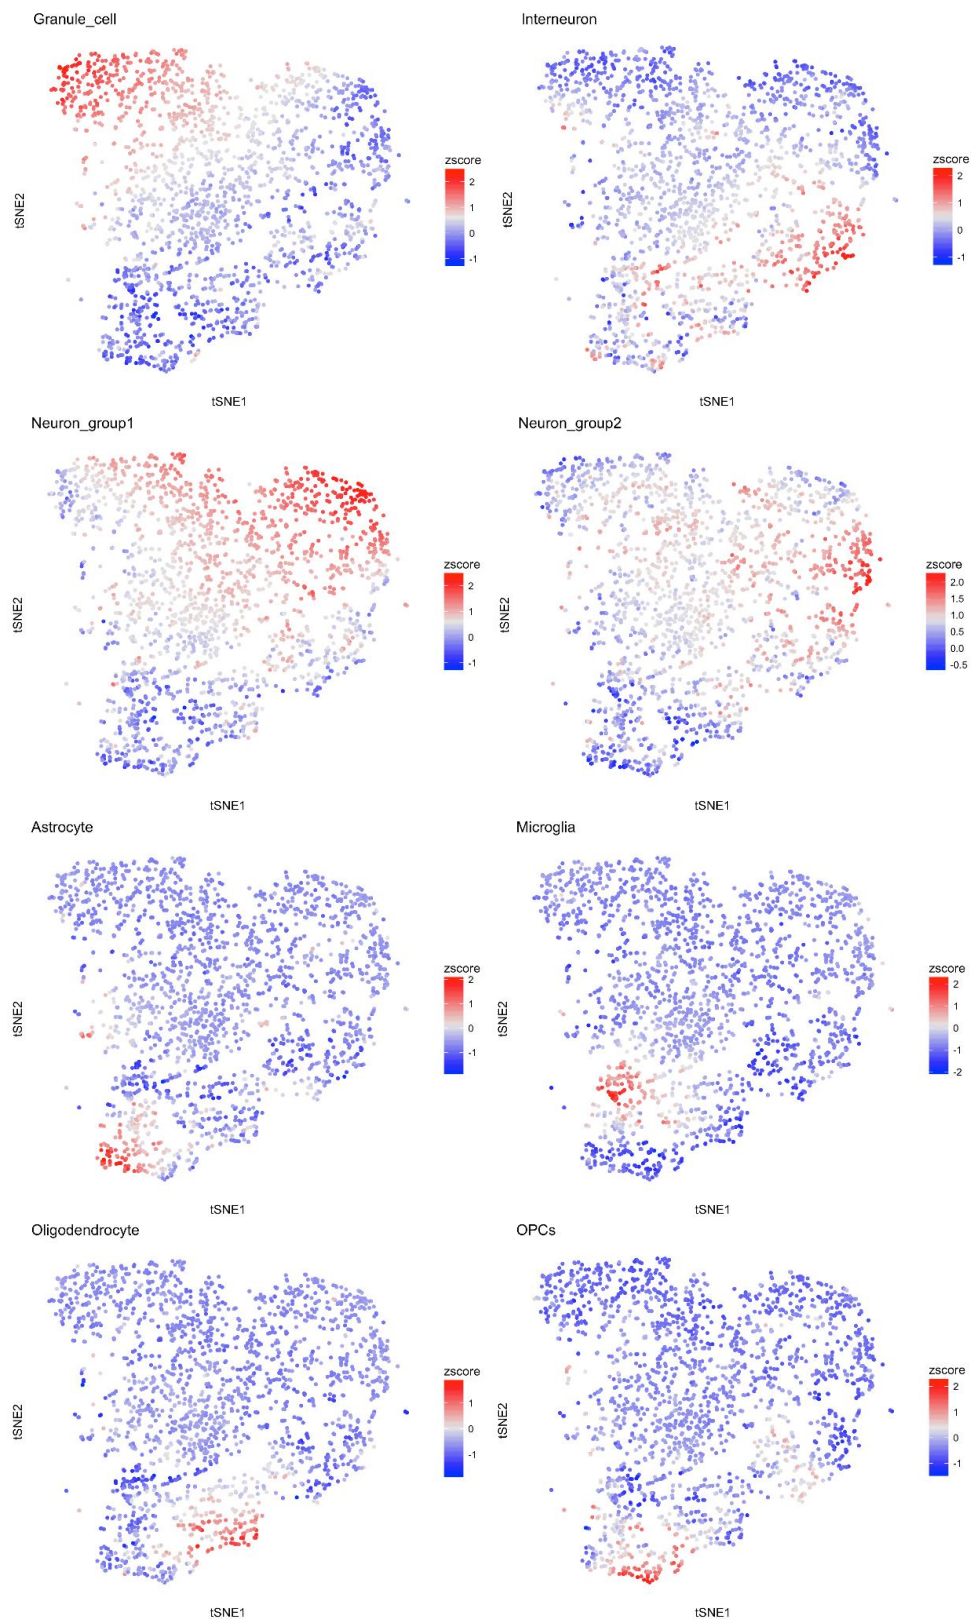 Granule_cell
Interneuron
tSNE2
zscore
2
1
0
-1
zscore
2
1
0
-1
tSNE1
tSNE1
Neuron_group1
Neuron_group2
tSNE2
zscore
2
1
0
-1
tSNE2
zscore
2.0
1.5
1.0
0.5
0.0
-0.5
tSNE1
tSNE1
Astrocyte
Microglia
tSNE2
zscore
2
1
0
-1
tSNE2
zscore
2
1
0
-1
-2
tSNE1
tSNE1
Oligodendrocyte
OPCs
tSNE2
zscore
1
0
-1
tSNE2
zscore
2
1
0
-1
tSNE1
tSNE1